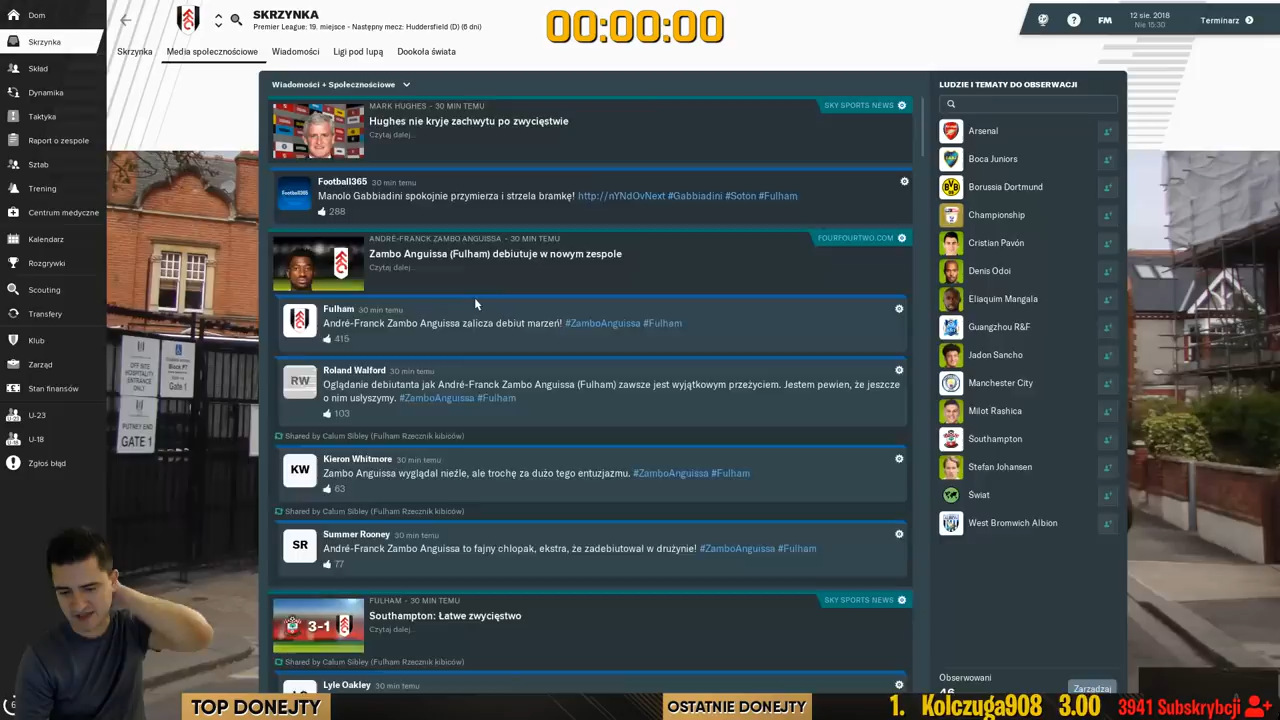 Dom
Skrzynka
Skład
Dynamika
Taktyka
Raport o zespole
Sztab
Trening
Centrum medyczne
Kalendarz
Rozgrywki
Scouting
Transfery
Klub
Zarząd
Stan finansów
U-23
U-18
Zgłoś błąd
SKRZYNKA
Premier League: 19. miejsce - Następny mecz: Huddersfield (D) (6 dni)
00:00:00
FM
12 sie. 2018
Nie 15:30
Terminarz
Skrzynka
Media społecznościowe
Wiadomości
Ligi pod lupą
Dookoła świata
Wiadomości + Społecznościowe
MARK HUGHES - 30 MIN TEMU
SKY SPORTS NEWS
Hughes nie kryje zachwytu po zwycięstwie
Czytaj dalej...
Football365
Football365 30 min temu
Manolo Gabbiadini spokojnie przymierza i strzela bramkę! http://nYNdOvNext #Gabbiadini #Soton #Fulham
288
ANDRÉ-FRANCK ZAMBO ANGUISSA - 30 MIN TEMU
FOURFOURTWO.COM
Zambo Anguissa (Fulham) debiutuje w nowym zespole
Czytaj dalej...
Fulham 30 min temu
André-Franck Zambo Anguissa zalicza debiut marzeń! #ZamboAnguissa #Fulham
415
RW
Roland Walford 30 min temu
Oglądanie debiutanta jak André-Franck Zambo Anguissa (Fulham) zawsze jest wyjątkowym przeżyciem. Jestem pewien, że jeszcze
o nim usłyszymy. #ZamboAnguissa #Fulham
103
Shared by Calum Sibley (Fulham Rzecznik kibiców)
KW
Kieron Whitmore 30 min temu
Zambo Anguissa wyglądał nieźle, ale trochę za dużo tego entuzjazmu. #ZamboAnguissa #Fulham
63
Shared by Calum Sibley (Fulham Rzecznik kibiców)
SR
Summer Rooney 30 min temu
André-Franck Zambo Anguissa to fajny chłopak, ekstra, że zadebiutował w drużynie! #ZamboAnguissa #Fulham
77
FULHAM - 30 MIN TEMU
SKY SPORTS NEWS
3-1
Southampton: Łatwe zwycięstwo
Czytaj dalej...
Shared by Calum Sibley (Fulham Rzecznik kibiców)
Lyle Oakley 30 min temu
LUDZIE I TEMATY DO OBSERWACJI
Arsenal
Boca Juniors
Borussia Dortmund
Championship
Cristian Pavón
Denis Odoi
Eliaquim Mangala
Guangzhou R&F
Jadon Sancho
Manchester City
Milot Rashica
Southampton
Stefan Johansen
Świat
West Bromwich Albion
Obserwowani
46
Zarządzaj
PUTNEY END
GATE 1
TOP DONEJTY
OSTATNIE DONEJTY
1. Kolczuga908 3.00
3941 Subskrybcji